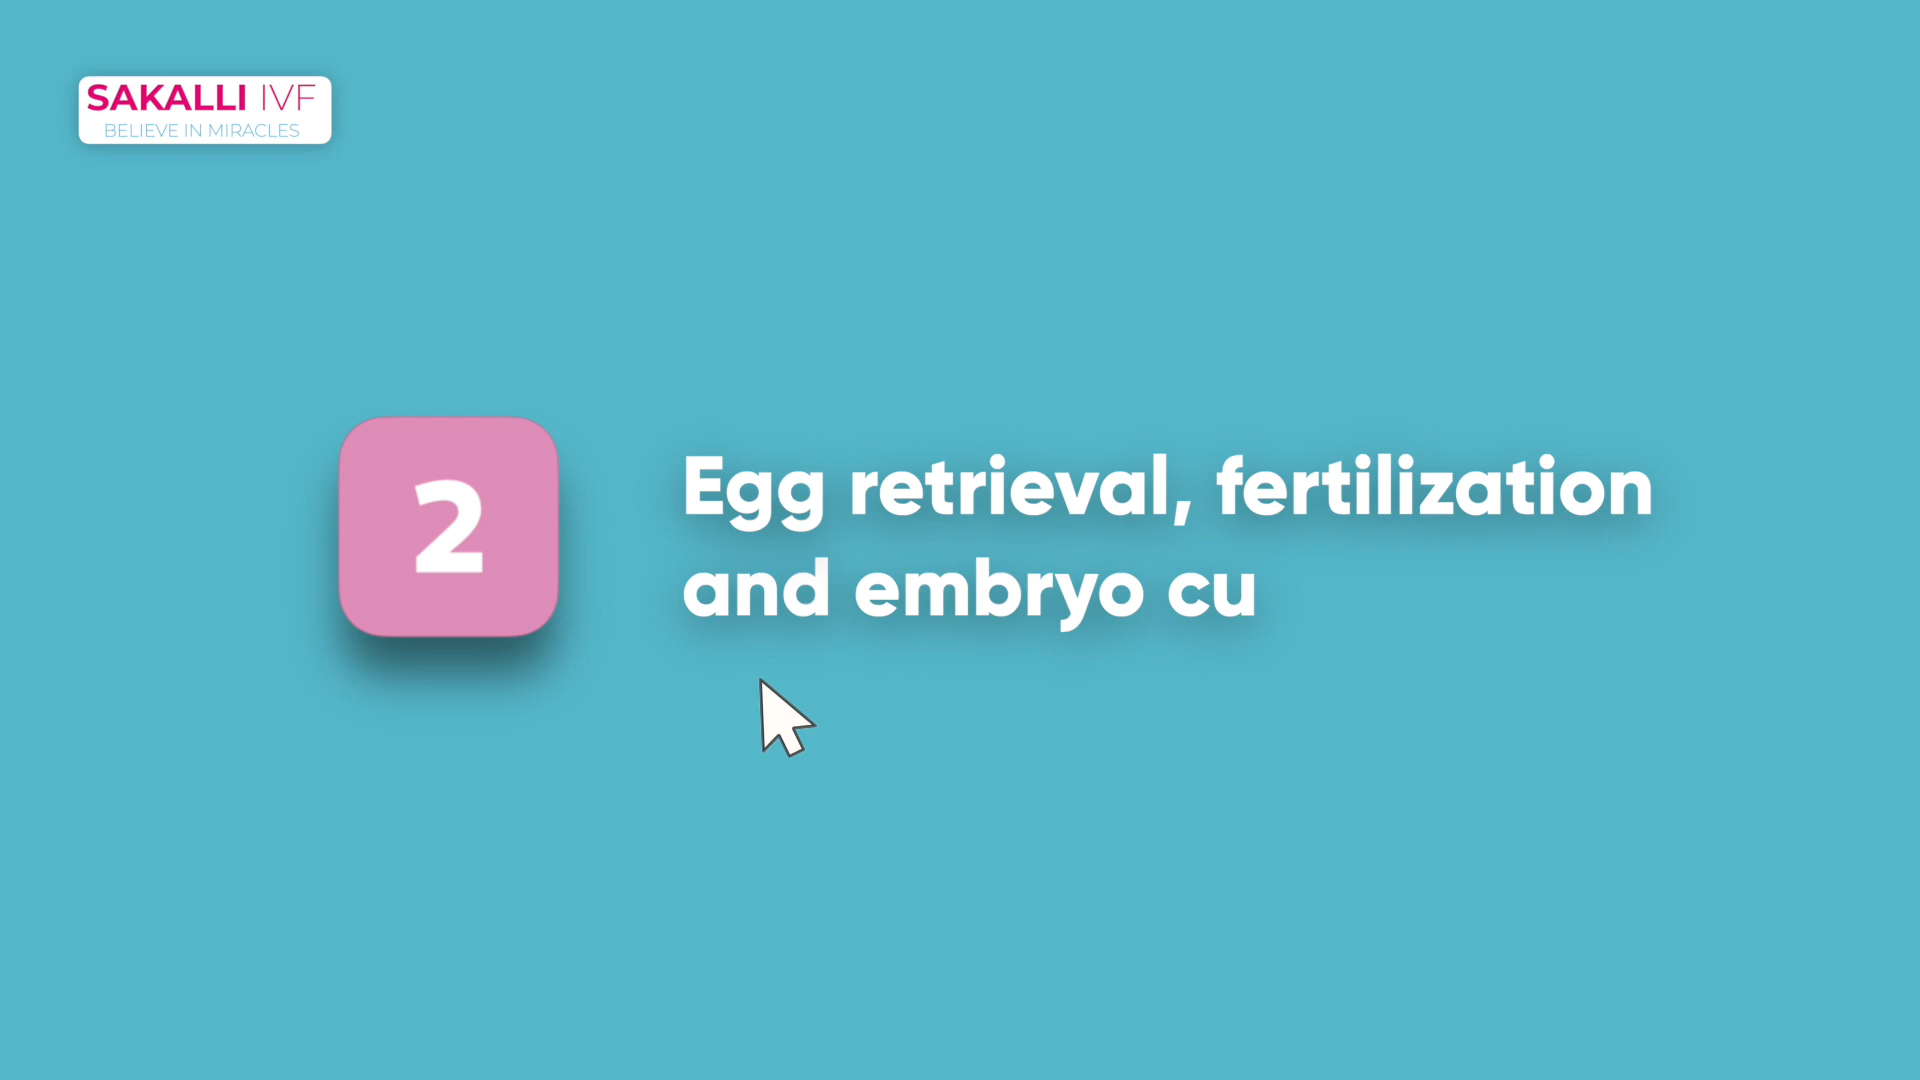 SAKALLI IVF
BELIEVE IN MIRACLES
2
Egg retrieval, fertilization
and embryo cu